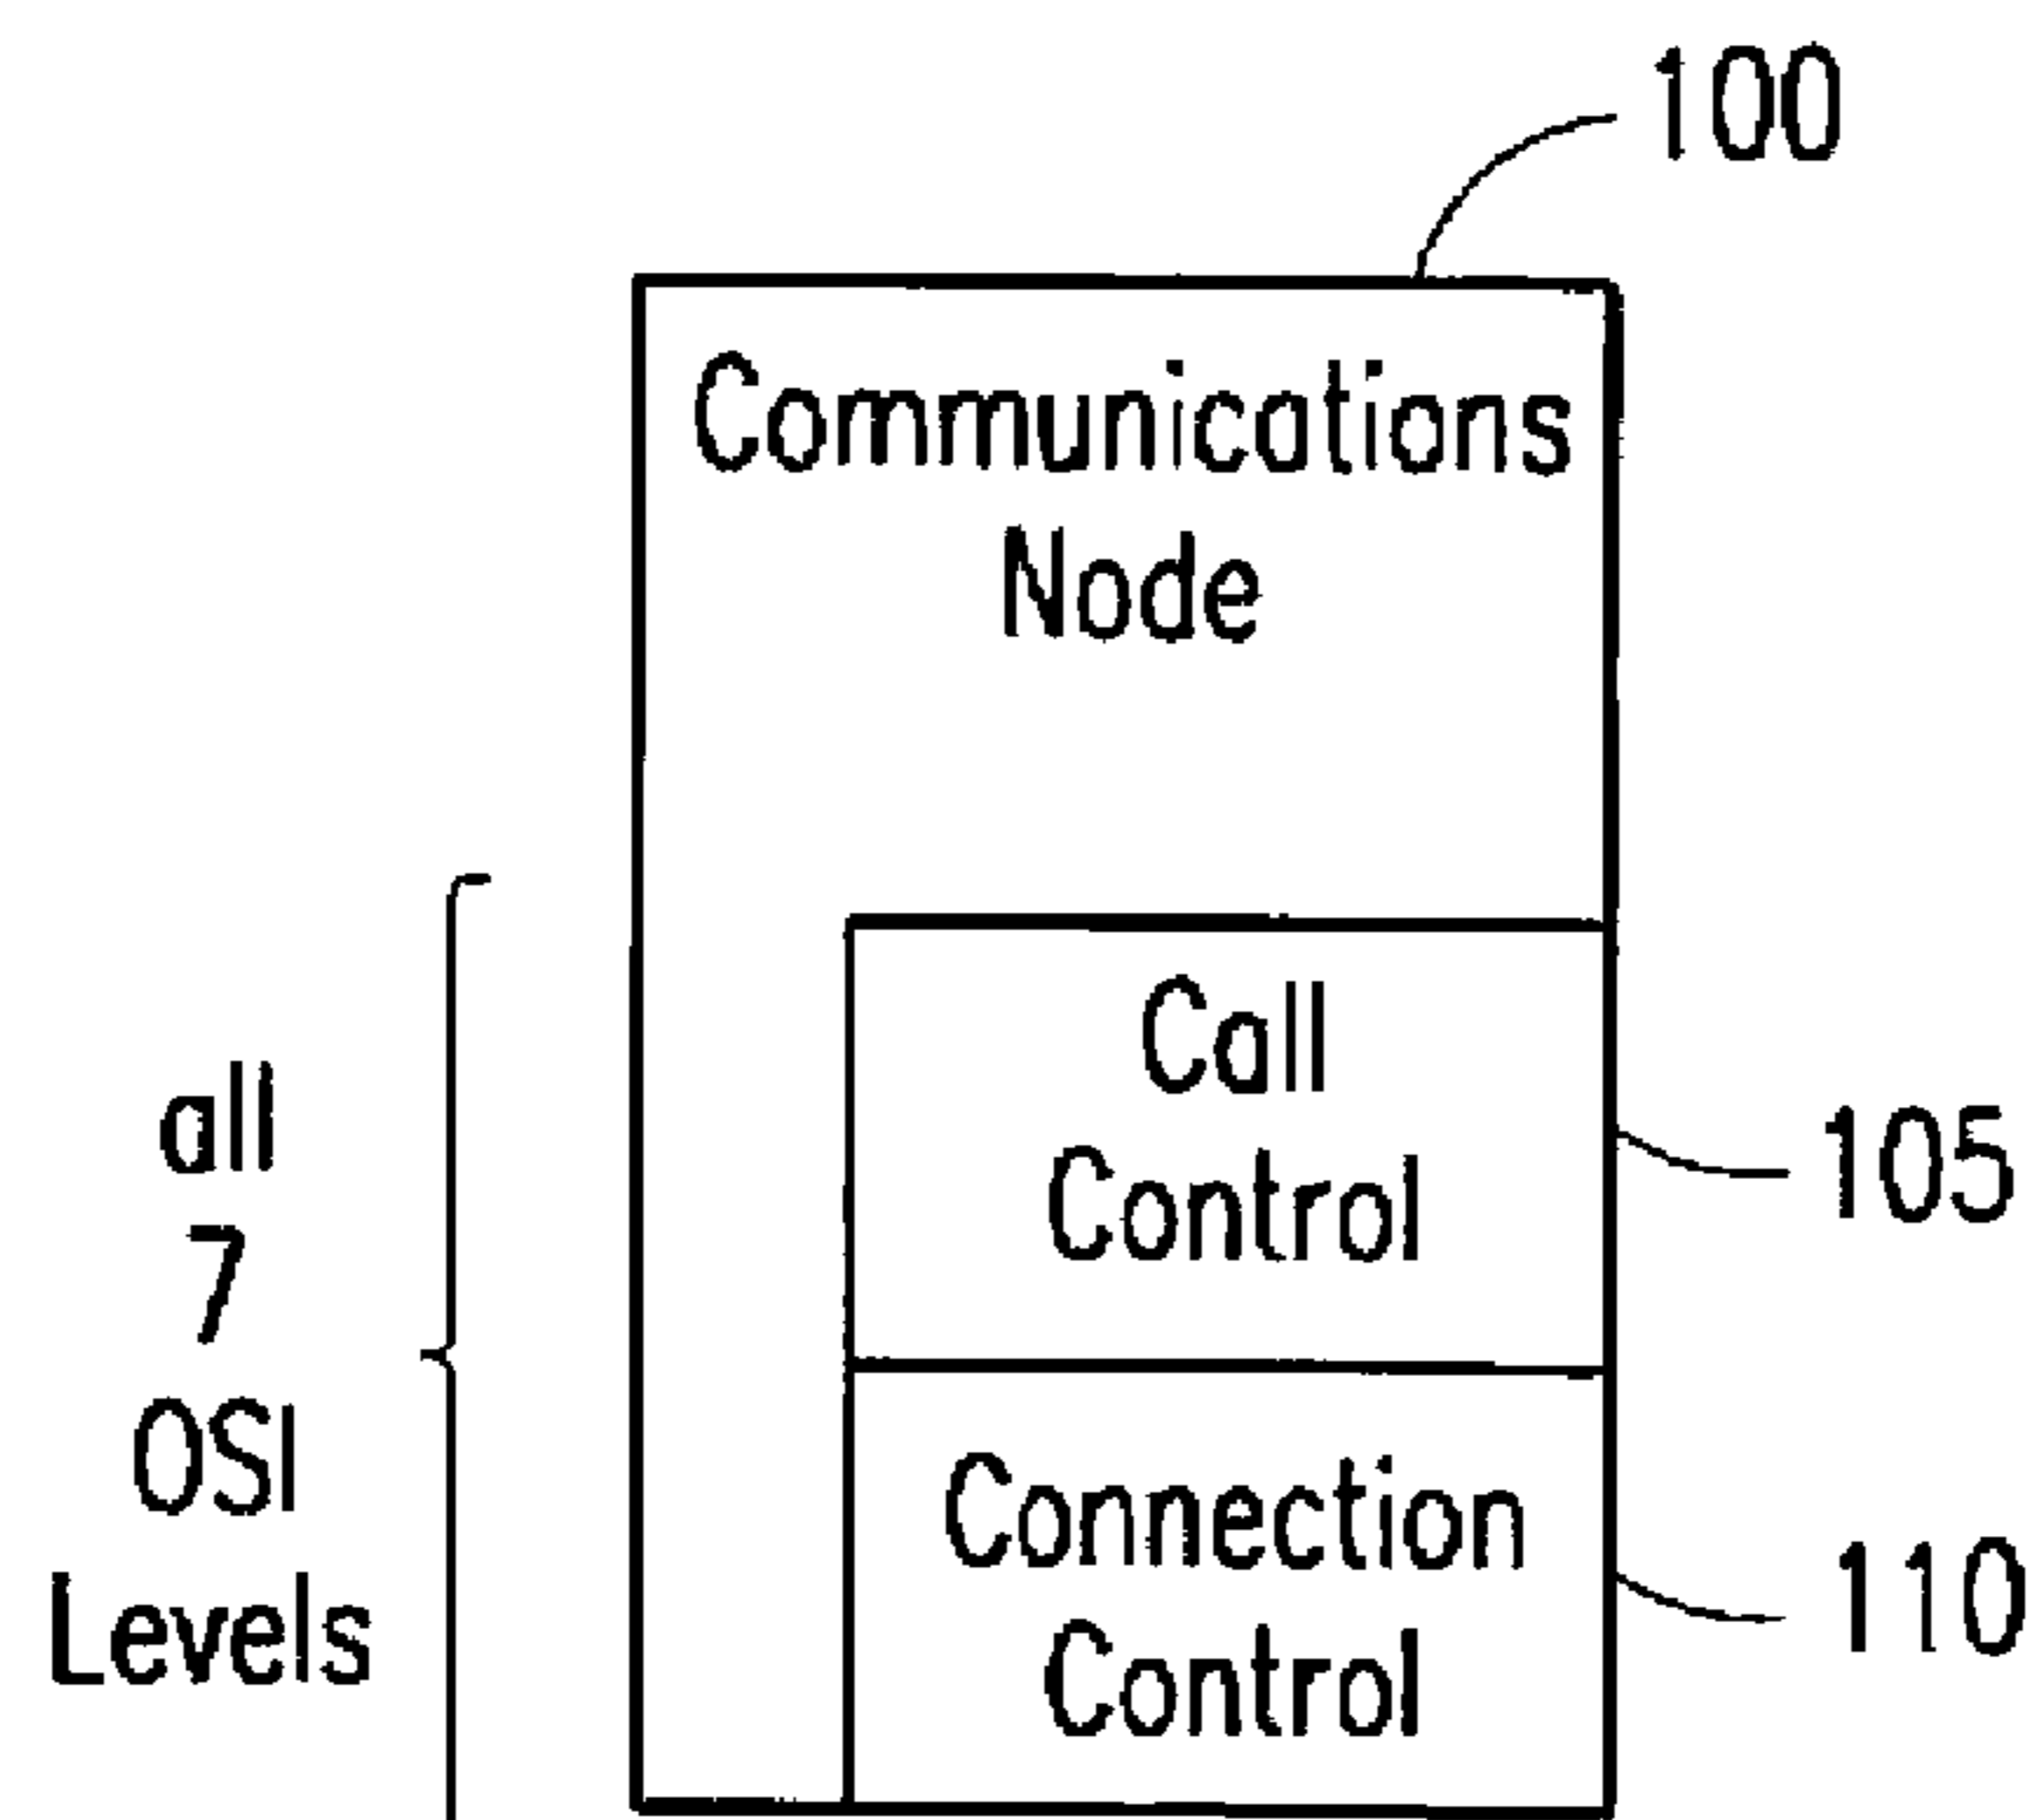 100
Communications
Node
Call
Control
105
all
7
OSI
Levels
Connection
Control
110